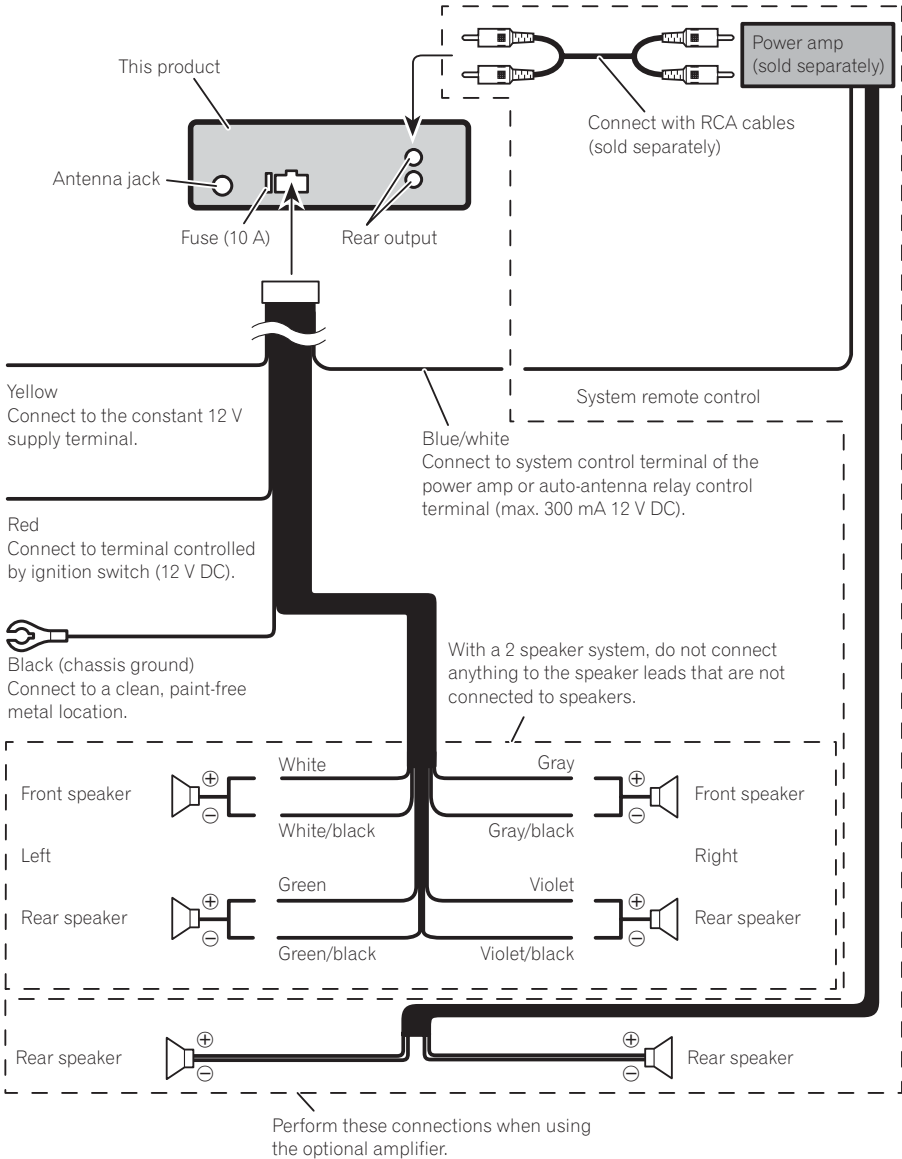 Power amp
(sold separately)
This product
Connect with RCA cables
(sold separately)
Antenna jack
Fuse (10 A)
Rear output
Yellow
Connect to the constant 12 V
supply terminal.
System remote control
Blue/white
Connect to system control terminal of the
power amp or auto-antenna relay control
terminal (max. 300 mA 12 V DC).
Red
Connect to terminal controlled
by ignition switch (12 V DC).
With a 2 speaker system, do not connect
anything to the speaker leads that are not
connected to speakers.
Black (chassis ground)
Connect to a clean, paint-free
metal location.
White
Gray
+
+
Front speaker
Front speaker
−
−
White/black
Gray/black
Left
Right
Green
Violet
+
+
Rear speaker
Rear speaker
−
−
Green/black
Violet/black
+
+
Rear speaker
Rear speaker
−
−
Perform these connections when using
the optional amplifier.